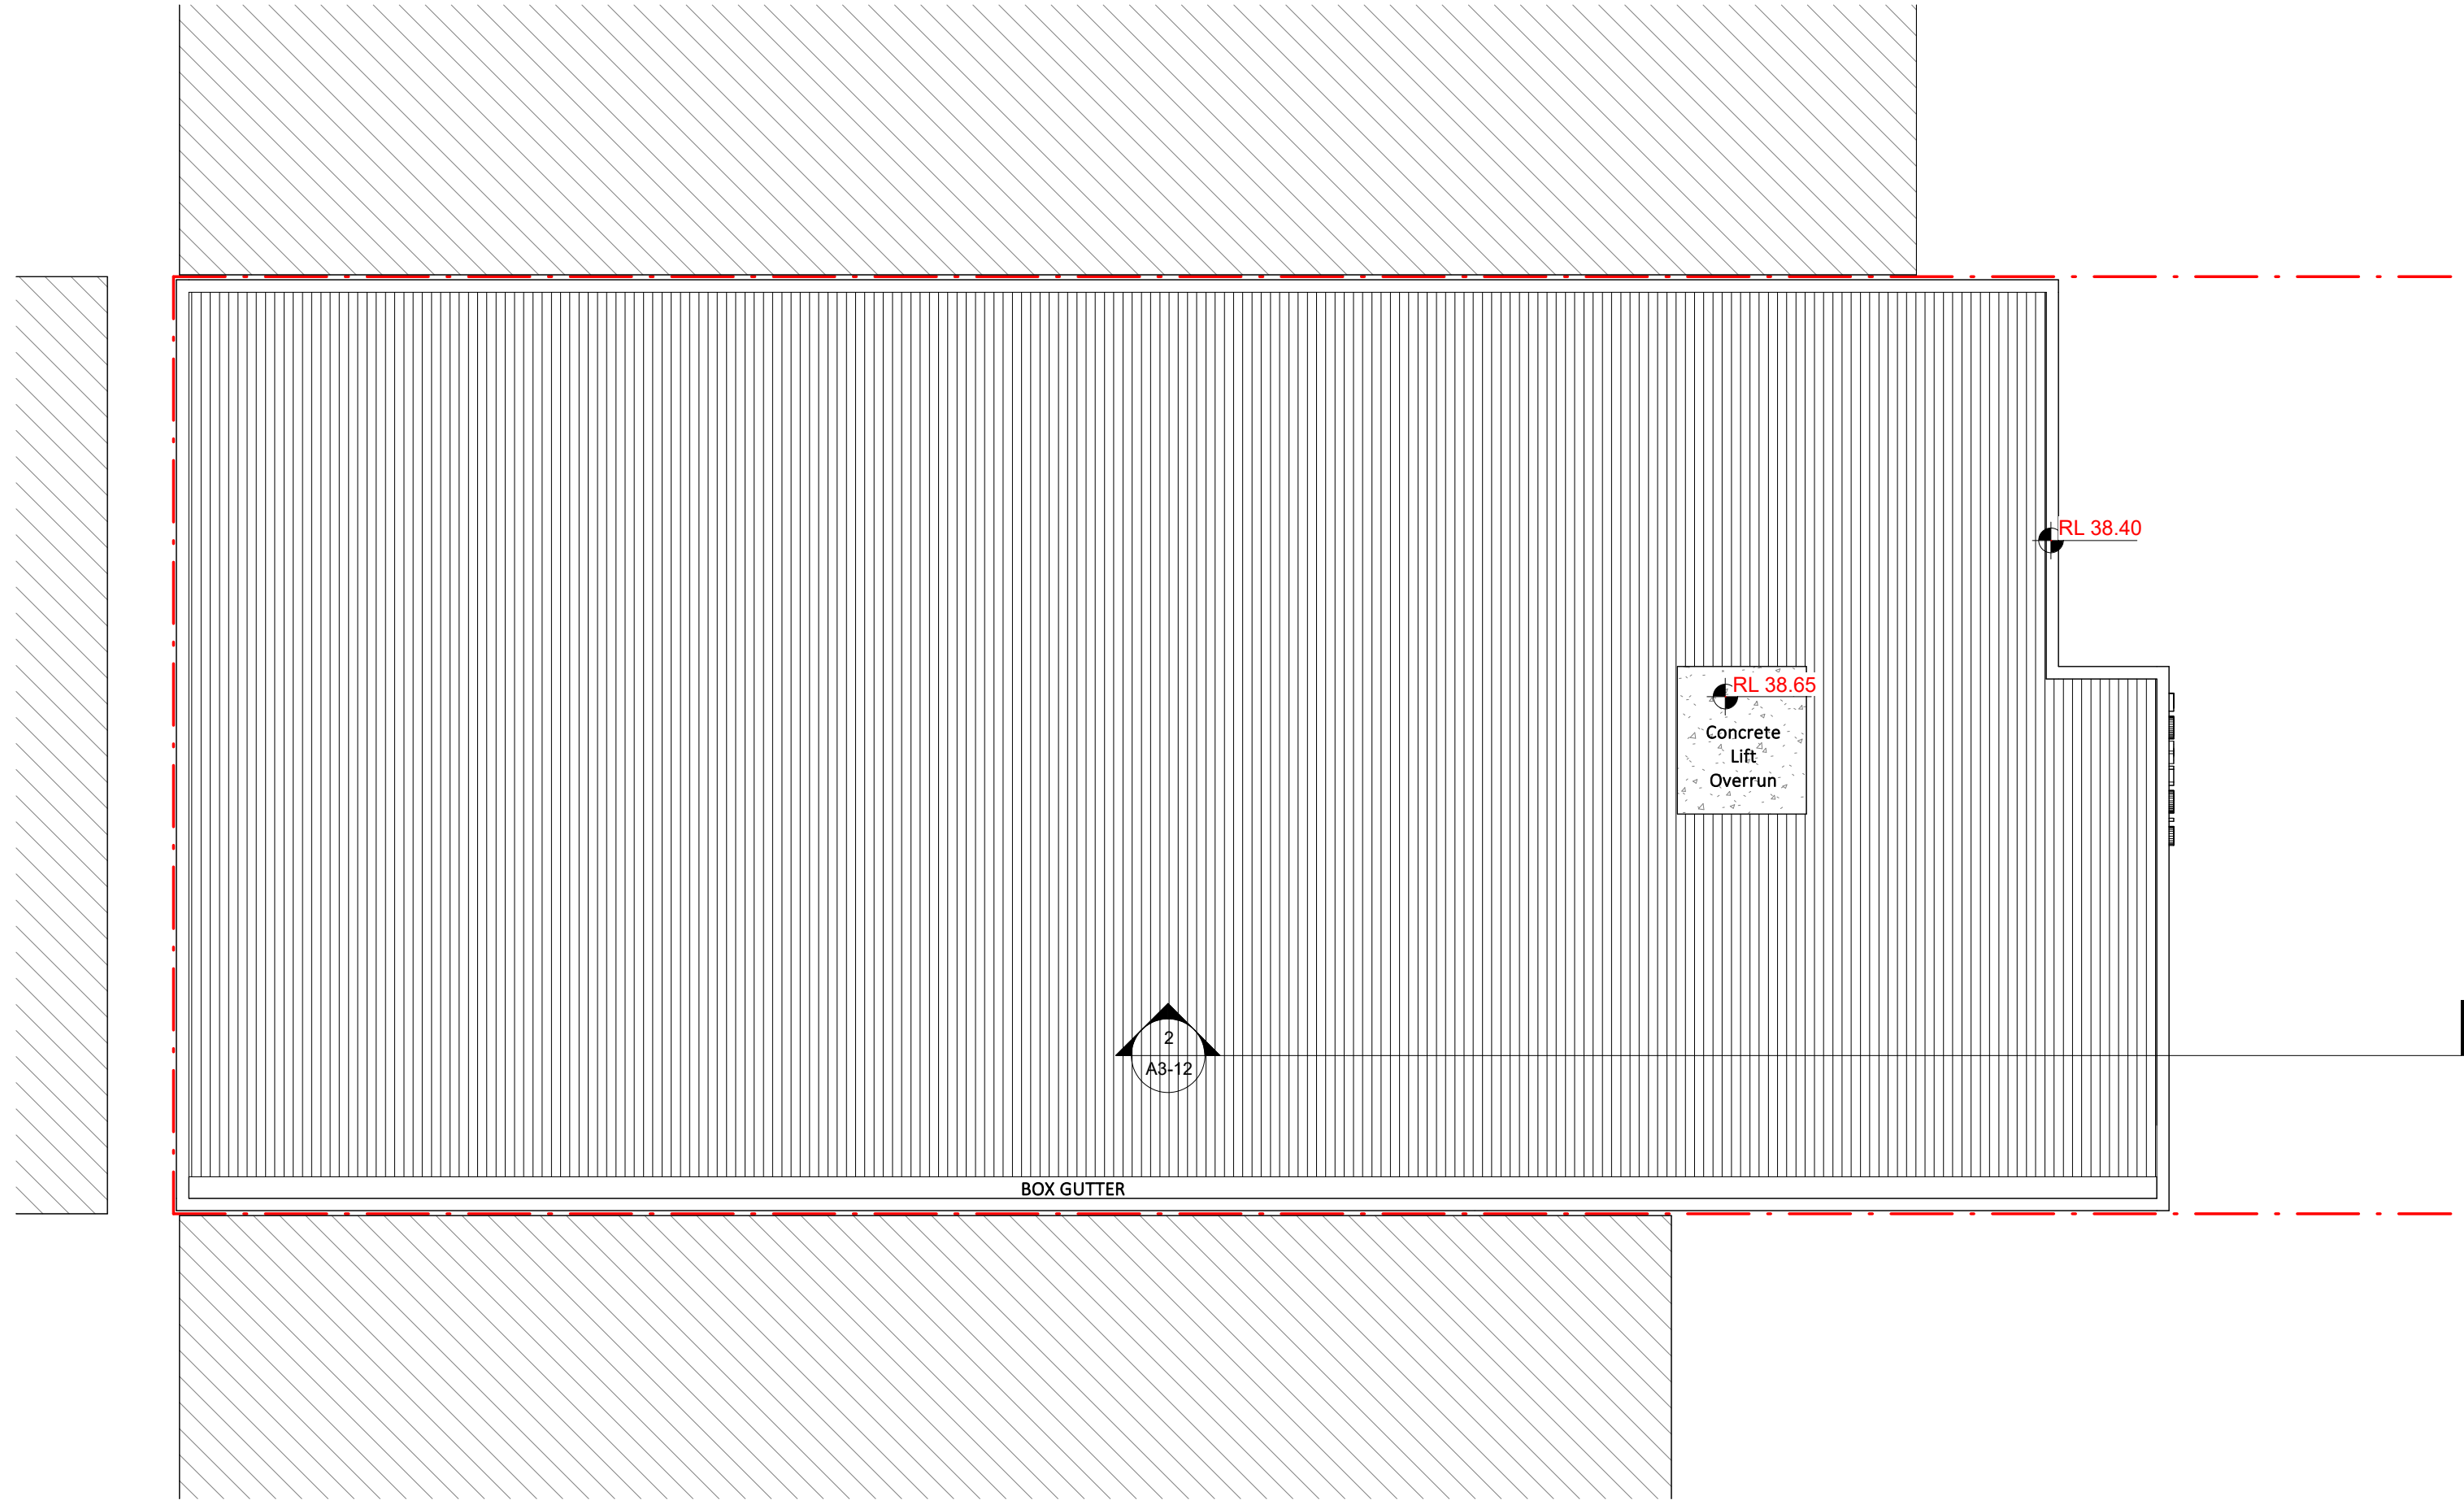 RL 38.40
RL 38.65
Concrete
Lift
Overrun
2
A3-12
BOX GUTTER